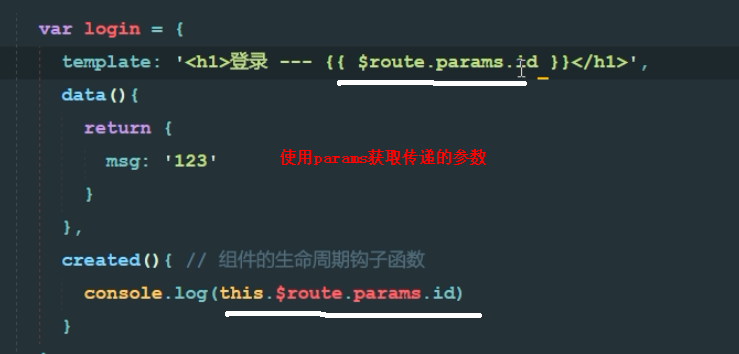 var login = {
template: '<h1>登录 --- {{ $route.params.id }}</h1>',
data(){
return {
msg: '123'
使用params获取传递的参数
}
},
created(){ // 组件的生命周期钩子函数
console.log(this.$route.params.id)
}